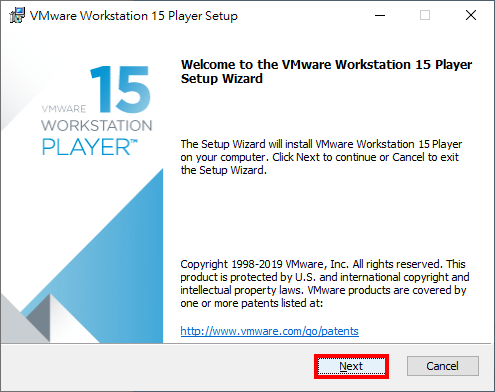 VMware Workstation 15 Player Setup
Welcome to the VMware Workstation 15 Player
Setup Wizard
15
VMWARE
WORKSTATION
PLAYER™
The Setup Wizard will install VMware Workstation 15 Player
on your computer. Click Next to continue or Cancel to exit
the Setup Wizard.
Copyright 1998-2019 VMware, Inc. All rights reserved. This
product is protected by U.S. and international copyright and
intellectual property laws. VMware products are covered by
one or more patents listed at:
http://www.vmware.com/go/patents
Next
Cancel